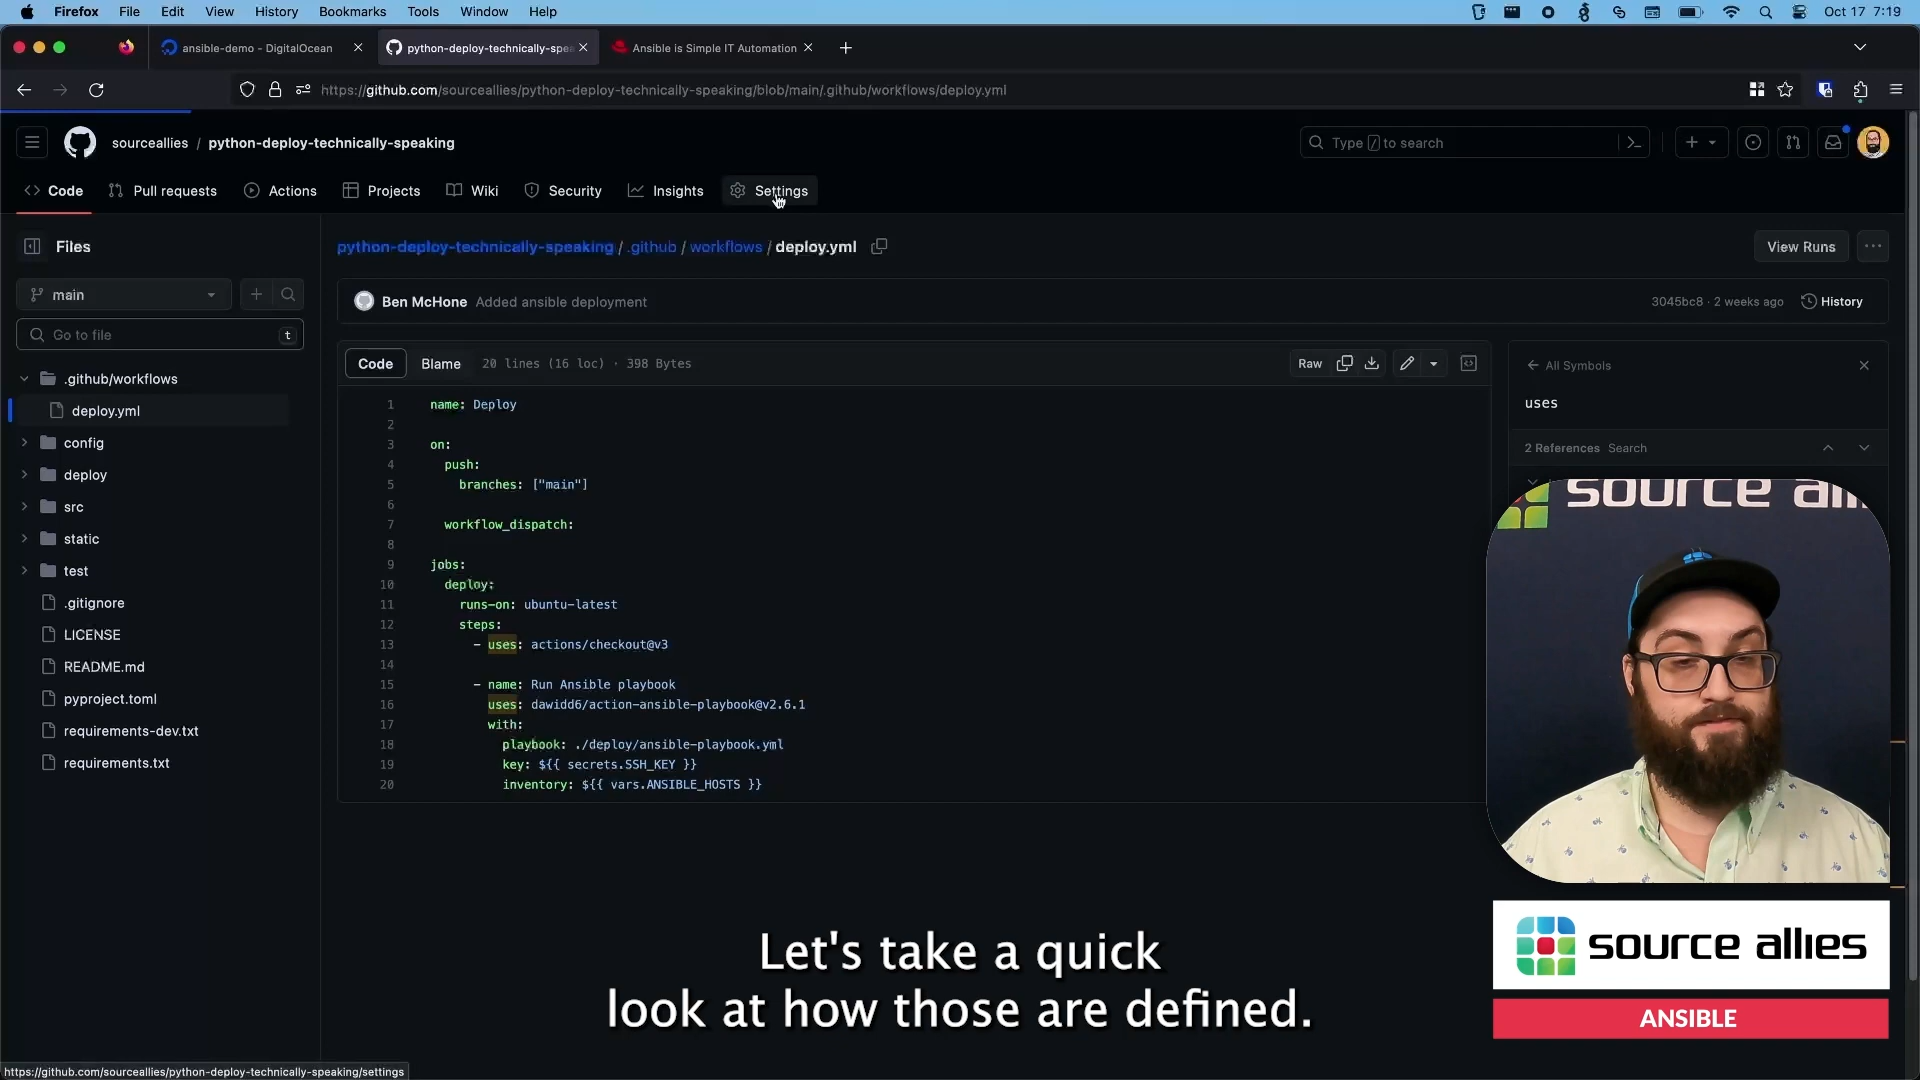 Firefox File Edit View History Bookmarks Tools Window Help Oct 17 7:19
ansible-demo - DigitalOcean python-deploy-technically-spea Ansible is Simple IT Automation
https://github.com/sourceallies/python-deploy-technically-speaking/blob/main/.github/workflows/deploy.yml
sourceallies / python-deploy-technically-speaking Type / to search
Code Pull requests Actions Projects Wiki Security Insights Settings
Files
python-deploy-technically-speaking / .github / workflows / deploy.yml View Runs
main
Ben McHone Added ansible deployment 3045bc8 · 2 weeks ago History
Go to file t
Code Blame 20 lines (16 loc) · 398 Bytes Raw
All Symbols
uses
2 References Search
.github/workflows
deploy.yml
config
deploy
src
static
test
.gitignore
LICENSE
README.md
pyproject.toml
requirements-dev.txt
requirements.txt
1 name: Deploy
2
3 on:
4 push:
5 branches: ["main"]
6
7 workflow_dispatch:
8
9 jobs:
10 deploy:
11 runs-on: ubuntu-latest
12 steps:
13 - uses: actions/checkout@v3
14
15 - name: Run Ansible playbook
16 uses: dawidd6/action-ansible-playbook@v2.6.1
17 with:
18 playbook: ./deploy/ansible-playbook.yml
19 key: ${{ secrets.SSH_KEY }}
20 inventory: ${{ vars.ANSIBLE_HOSTS }}
source alli
source allies
ANSIBLE
Let's take a quick
look at how those are defined.
https://github.com/sourceallies/python-deploy-technically-speaking/settings